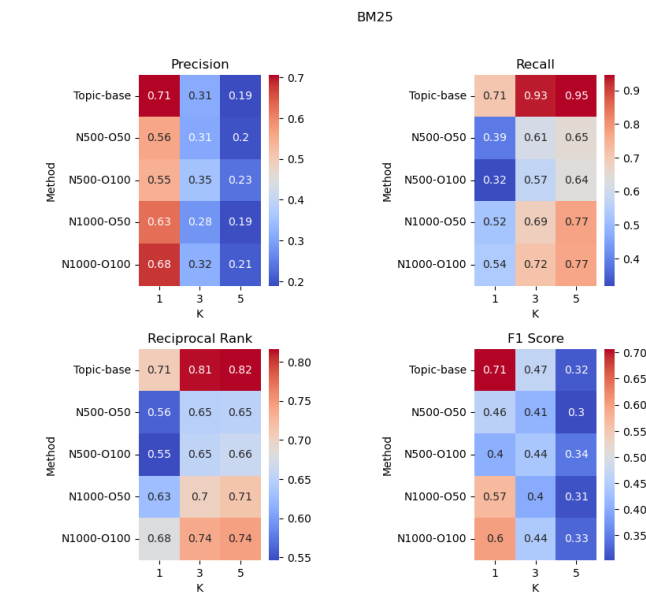 BM25
Precision
Method
Topic-base 0.71 0.31 0.19
N500-O50 0.56 0.31 0.2
N500-O100 0.55 0.35 0.23
N1000-O50 0.63 0.28 0.19
N1000-O100 0.68 0.32 0.21
1 3 5
K
0.7
0.6
0.5
0.4
0.3
0.2
Recall
Method
Topic-base 0.71 0.93 0.95
N500-O50 0.39 0.61 0.65
N500-O100 0.32 0.57 0.64
N1000-O50 0.52 0.69 0.77
N1000-O100 0.54 0.72 0.77
1 3 5
K
0.9
0.8
0.7
0.6
0.5
0.4
Reciprocal Rank
Method
Topic-base 0.71 0.81 0.82
N500-O50 0.56 0.65 0.65
N500-O100 0.55 0.65 0.66
N1000-O50 0.63 0.7 0.71
N1000-O100 0.68 0.74 0.74
1 3 5
K
0.80
0.75
0.70
0.65
0.60
0.55
F1 Score
Method
Topic-base 0.71 0.47 0.32
N500-O50 0.46 0.41 0.3
N500-O100 0.4 0.44 0.34
N1000-O50 0.57 0.4 0.31
N1000-O100 0.6 0.44 0.33
1 3 5
K
0.70
0.65
0.60
0.55
0.50
0.45
0.40
0.35